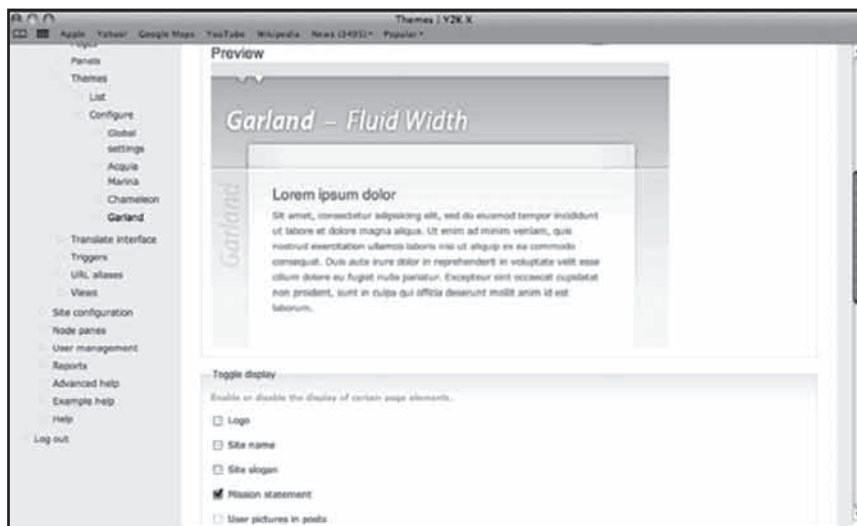 Themes | Y2K X
Apple Yahoo! Google Maps YouTube Wikipedia News (3495) Popular
Pages
Panels
Themes
List
Configure
Global
settings
Acquia
Marina
Chameleon
Garland
Translate interface
Triggers
URL aliases
Views
Site configuration
Node panes
User management
Reports
Advanced help
Example help
Help
Log out
Preview
Garland – Fluid Width
Garland
Lorem ipsum dolor
Sit amet, consectetur adipisicing elit, sed do eiusmod tempor incididunt
ut labore et dolore magna aliqua. Ut enim ad minim veniam, quis
nostrud exercitation ullamco laboris nisi ut aliquip ex ea commodo
consequat. Duis aute irure dolor in reprehenderit in voluptate velit esse
cillum dolore eu fugiat nulla pariatur. Excepteur sint occaecat cupidatat
non proident, sunt in culpa qui officia deserunt mollit anim id est
laborum.
Toggle display
Enable or disable the display of certain page elements.
Logo
Site name
Site slogan
Mission statement
User pictures in posts